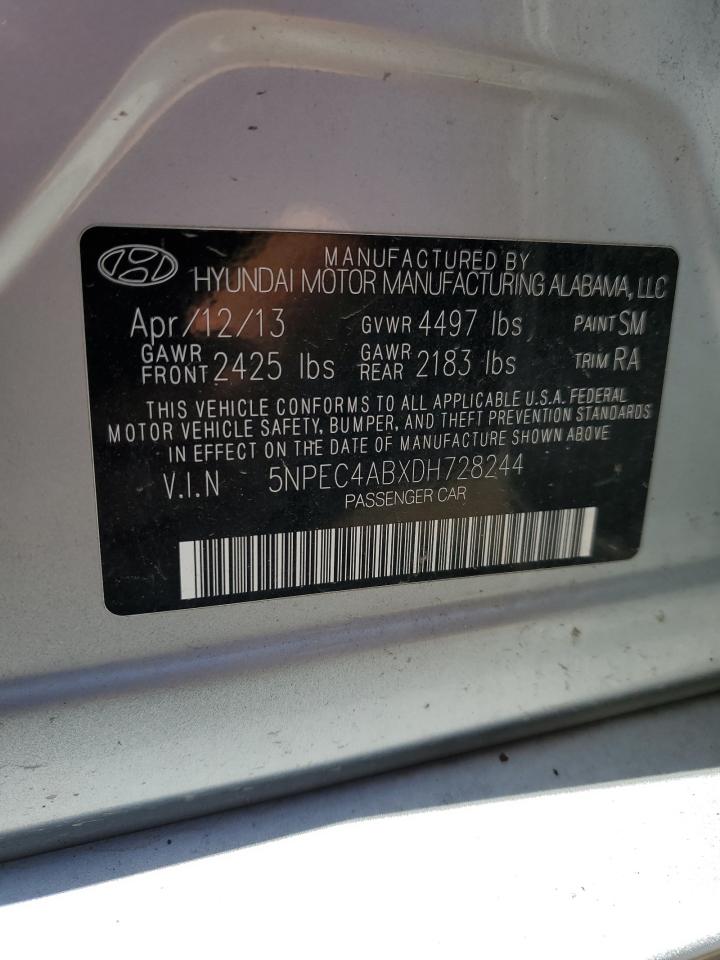 MANUFACTURED BY
HYUNDAI MOTOR MANUFACTURING ALABAMA, LLC
Apr/12/13 GVWR 4497 lbs PAINT SM
GAWR FRONT 2425 lbs GAWR REAR 2183 lbs TRIM RA
THIS VEHICLE CONFORMS TO ALL APPLICABLE U.S.A. FEDERAL
MOTOR VEHICLE SAFETY, BUMPER, AND THEFT PREVENTION STANDARDS
IN EFFECT ON THE DATE OF MANUFACTURE SHOWN ABOVE
V.I.N 5NPEC4ABXDH728244
PASSENGER CAR